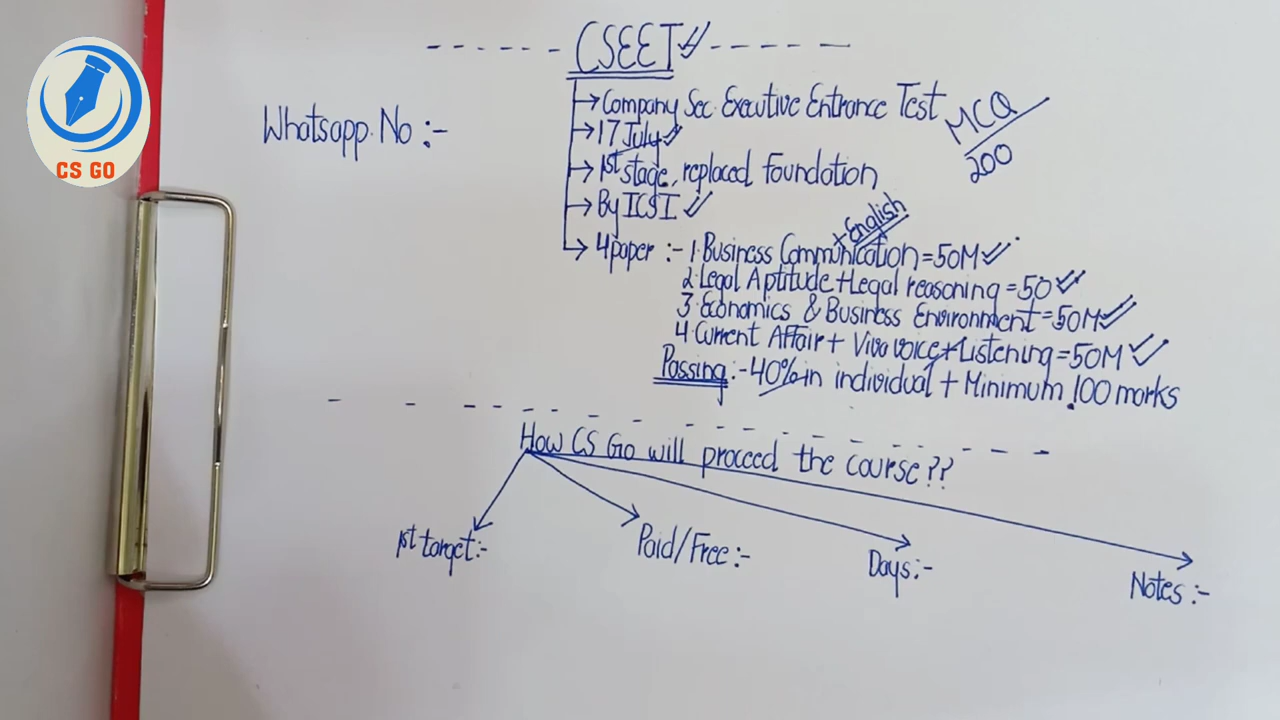 CS GO
CSEET
Company Sec. Executive Entrance Test
MCQ
200
Whatsapp. No :-
17 July
1st stage, replaced foundation
By ICSI
+ English
4 paper :- 1. Business Communication = 50M
2. Legal Aptitude + Legal reasoning = 50
3. Economics & Business Environment = 50M
4. Current Affair + Viva voice + Listening = 50M
Passing :- 40% in individual + Minimum 100 marks
How CS Go will proceed the course??
1st target :-
Paid/Free :-
Days :-
Notes :-